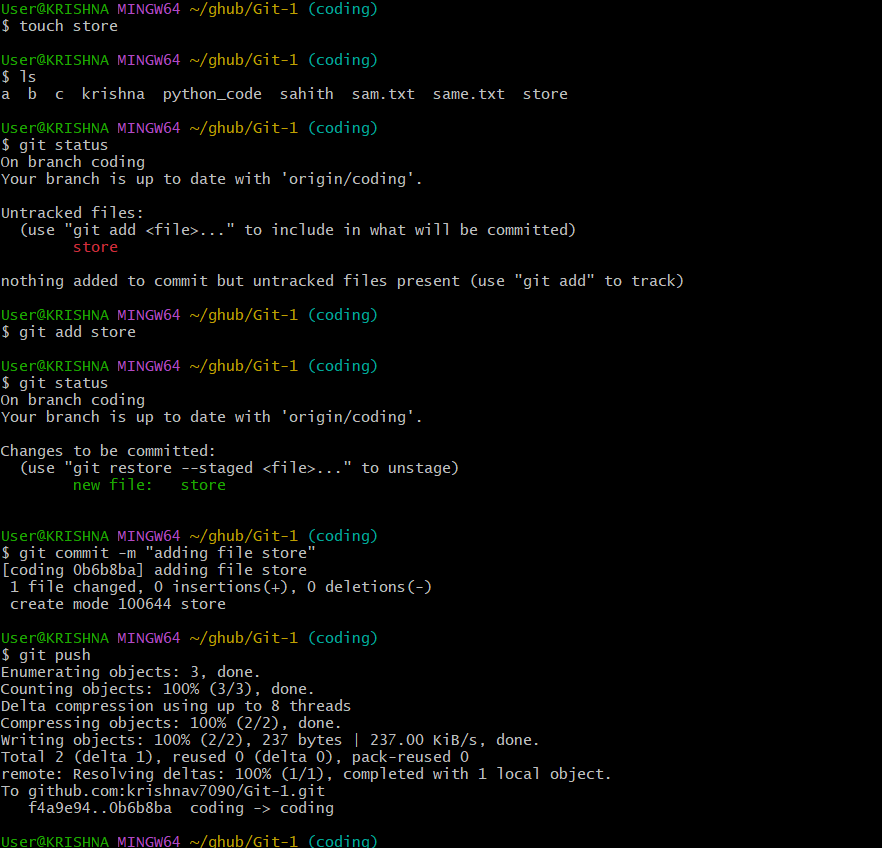 User@KRISHNA MINGW64 ~/ghub/Git-1 (coding)
$ touch store
User@KRISHNA MINGW64 ~/ghub/Git-1 (coding)
$ ls
a  b  c  krishna  python_code  sahith  sam.txt  same.txt  store
User@KRISHNA MINGW64 ~/ghub/Git-1 (coding)
$ git status
On branch coding
Your branch is up to date with 'origin/coding'.
Untracked files:
  (use "git add <file>..." to include in what will be committed)
        store
nothing added to commit but untracked files present (use "git add" to track)
User@KRISHNA MINGW64 ~/ghub/Git-1 (coding)
$ git add store
User@KRISHNA MINGW64 ~/ghub/Git-1 (coding)
$ git status
On branch coding
Your branch is up to date with 'origin/coding'.
Changes to be committed:
  (use "git restore --staged <file>..." to unstage)
        new file:   store
User@KRISHNA MINGW64 ~/ghub/Git-1 (coding)
$ git commit -m "adding file store"
[coding 0b6b8ba] adding file store
 1 file changed, 0 insertions(+), 0 deletions(-)
 create mode 100644 store
User@KRISHNA MINGW64 ~/ghub/Git-1 (coding)
$ git push
Enumerating objects: 3, done.
Counting objects: 100% (3/3), done.
Delta compression using up to 8 threads
Compressing objects: 100% (2/2), done.
Writing objects: 100% (2/2), 237 bytes | 237.00 KiB/s, done.
Total 2 (delta 1), reused 0 (delta 0), pack-reused 0
remote: Resolving deltas: 100% (1/1), completed with 1 local object.
To github.com:krishnav7090/Git-1.git
   f4a9e94..0b6b8ba  coding -> coding
User@KRISHNA MINGW64 ~/ghub/Git-1 (coding)